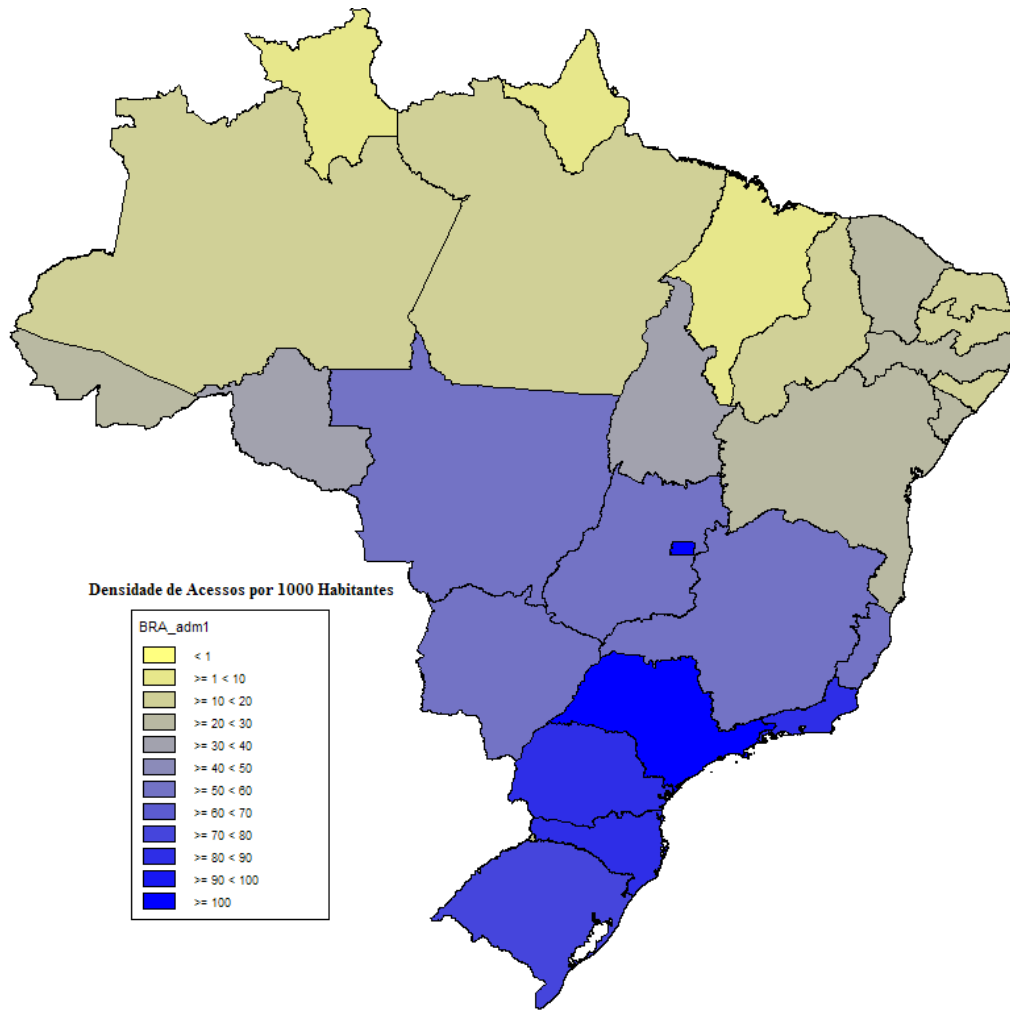 Densidade de Acessos por 1000 Habitantes
BRA_adm1
< 1
>= 1 < 10
>= 10 < 20
>= 20 < 30
>= 30 < 40
>= 40 < 50
>= 50 < 60
>= 60 < 70
>= 70 < 80
>= 80 < 90
>= 90 < 100
>= 100